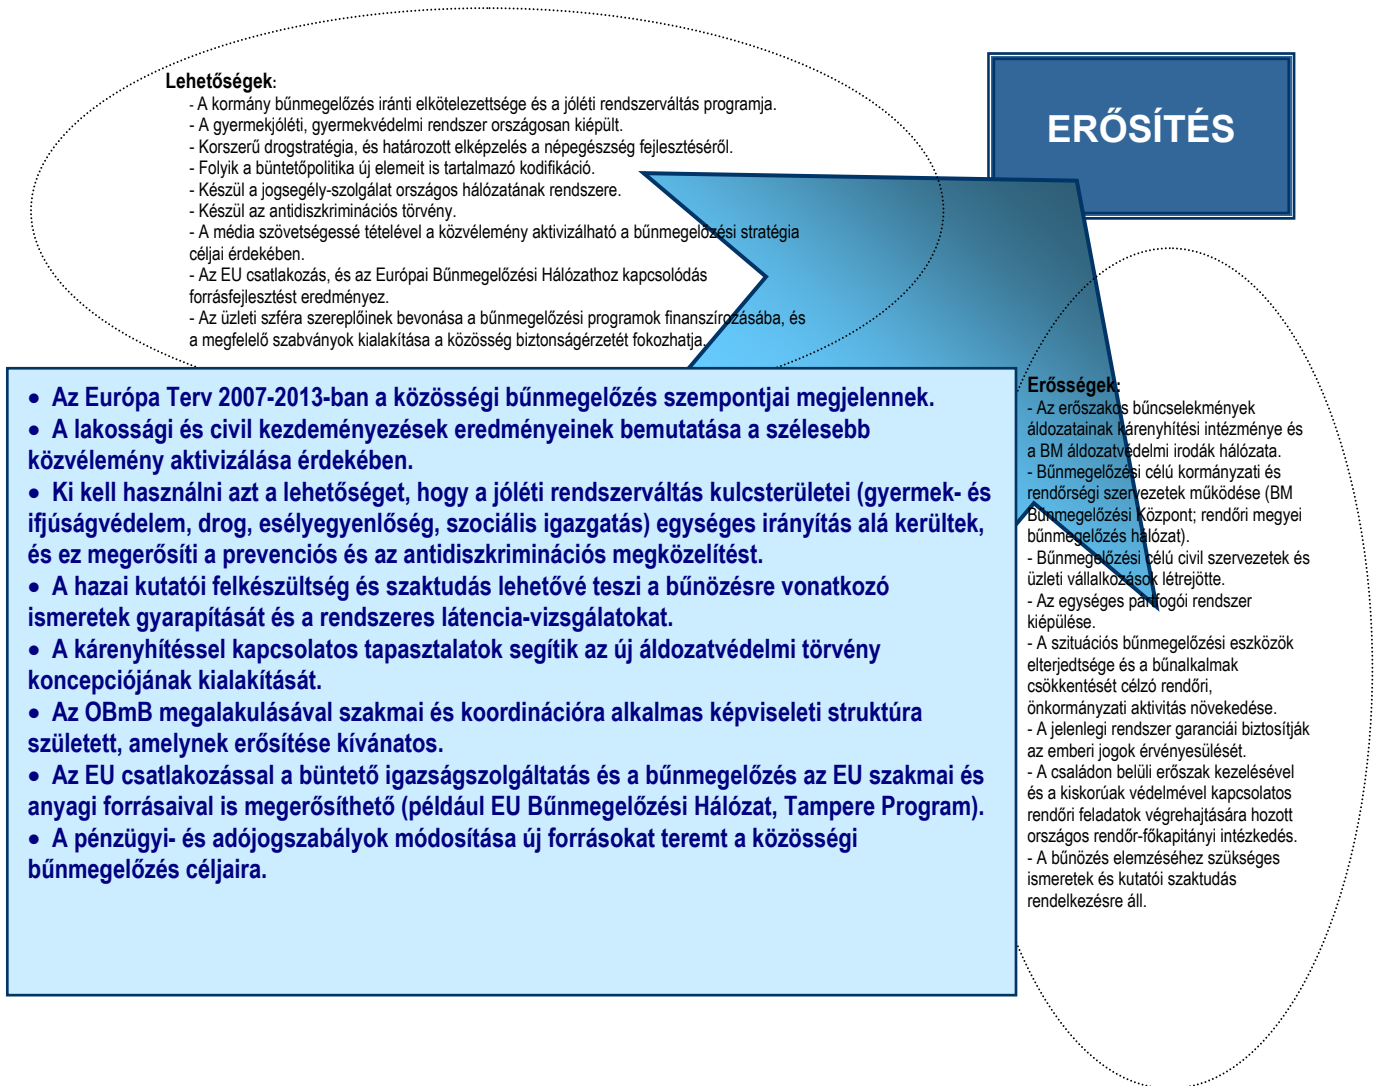 Lehetőségek:
- A kormány bűnmegelőzés iránti elkötelezettsége és a jóléti rendszerváltás programja.
- A gyermekjóléti, gyermekvédelmi rendszer országosan kiépült.
- Korszerű drogstratégia, és határozott elképzelés a népegészség fejlesztéséről.
- Folyik a büntetőpolitika új elemeit is tartalmazó kodifikáció.
- Készül a jogsegély-szolgálat országos hálózatának rendszere.
- Készül az antidiszkriminációs törvény.
- A média szövetségessé tételével a közvélemény aktivizálható a bűnmegelőzési stratégia
céljai érdekében.
- Az EU csatlakozás, és az Európai Bűnmegelőzési Hálózathoz kapcsolódás
forrásfejlesztést eredményez.
- Az üzleti szféra szereplőinek bevonása a bűnmegelőzési programok finanszírozásába, és
a megfelelő szabványok kialakítása a közösség biztonságérzetét fokozhatja.
ERŐSÍTÉS
• Az Európa Terv 2007-2013-ban a közösségi bűnmegelőzés szempontjai megjelennek.
• A lakossági és civil kezdeményezések eredményeinek bemutatása a szélesebb
közvélemény aktivizálása érdekében.
• Ki kell használni azt a lehetőséget, hogy a jóléti rendszerváltás kulcsterületei (gyermek- és
ifjúságvédelem, drog, esélyegyenlőség, szociális igazgatás) egységes irányítás alá kerültek,
és ez megerősíti a prevenciós és az antidiszkriminációs megközelítést.
• A hazai kutatói felkészültség és szaktudás lehetővé teszi a bűnözésre vonatkozó
ismeretek gyarapítását és a rendszeres látencia-vizsgálatokat.
• A kárenyhítéssel kapcsolatos tapasztalatok segítik az új áldozatvédelmi törvény
koncepciójának kialakítását.
• Az OBmB megalakulásával szakmai és koordinációra alkalmas képviseleti struktúra
született, amelynek erősítése kívánatos.
• Az EU csatlakozással a büntető igazságszolgáltatás és a bűnmegelőzés az EU szakmai és
anyagi forrásaival is megerősíthető (például EU Bűnmegelőzési Hálózat, Tampere Program).
• A pénzügyi- és adójogszabályok módosítása új forrásokat teremt a közösségi
bűnmegelőzés céljaira.
Erősségek:
- Az erőszakos bűncselekmények
áldozatainak kárenyhítési intézménye és
a BM áldozatvédelmi irodák hálózata.
- Bűnmegelőzési célú kormányzati és
rendőrségi szervezetek működése (BM
Bűnmegelőzési Központ; rendőri megyei
bűnmegelőzés hálózat).
- Bűnmegelőzési célú civil szervezetek és
üzleti vállalkozások létrejötte.
- Az egységes pártfogói rendszer
kiépülése.
- A szituációs bűnmegelőzési eszközök
elterjedtsége és a bűnalkalmak
csökkentését célzó rendőri,
önkormányzati aktivitás növekedése.
- A jelenlegi rendszer garanciái biztosítják
az emberi jogok érvényesülését.
- A családon belüli erőszak kezelésével
és a kiskorúak védelmével kapcsolatos
rendőri feladatok végrehajtására hozott
országos rendőr-főkapitányi intézkedés.
- A bűnözés elemzéséhez szükséges
ismeretek és kutatói szaktudás
rendelkezésre áll.